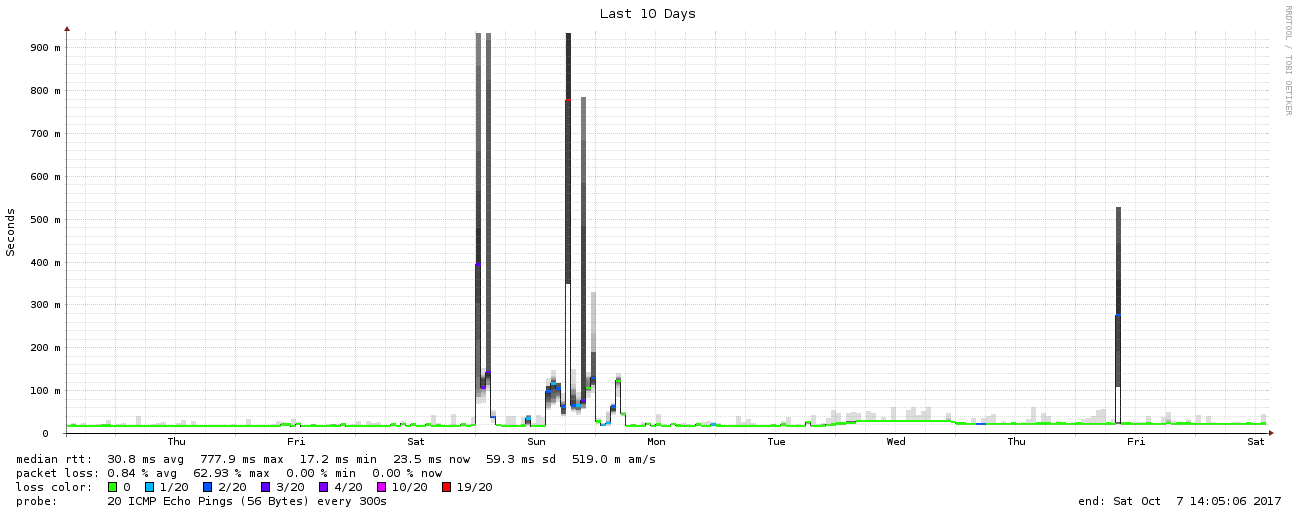 Last 10 Days
RRDTOOL / TOBI OETIKER
Seconds
900 m
800 m
700 m
600 m
500 m
400 m
300 m
200 m
100 m
0
Thu Fri Sat Sun Mon Tue Wed Thu Fri Sat
median rtt: 30.8 ms avg 777.9 ms max 17.2 ms min 23.5 ms now 59.3 ms sd 519.0 m am/s
packet loss: 0.84 % avg 62.93 % max 0.00 % min 0.00 % now
loss color: 0 1/20 2/20 3/20 4/20 10/20 19/20
probe: 20 ICMP Echo Pings (56 Bytes) every 300s end: Sat Oct 7 14:05:06 2017